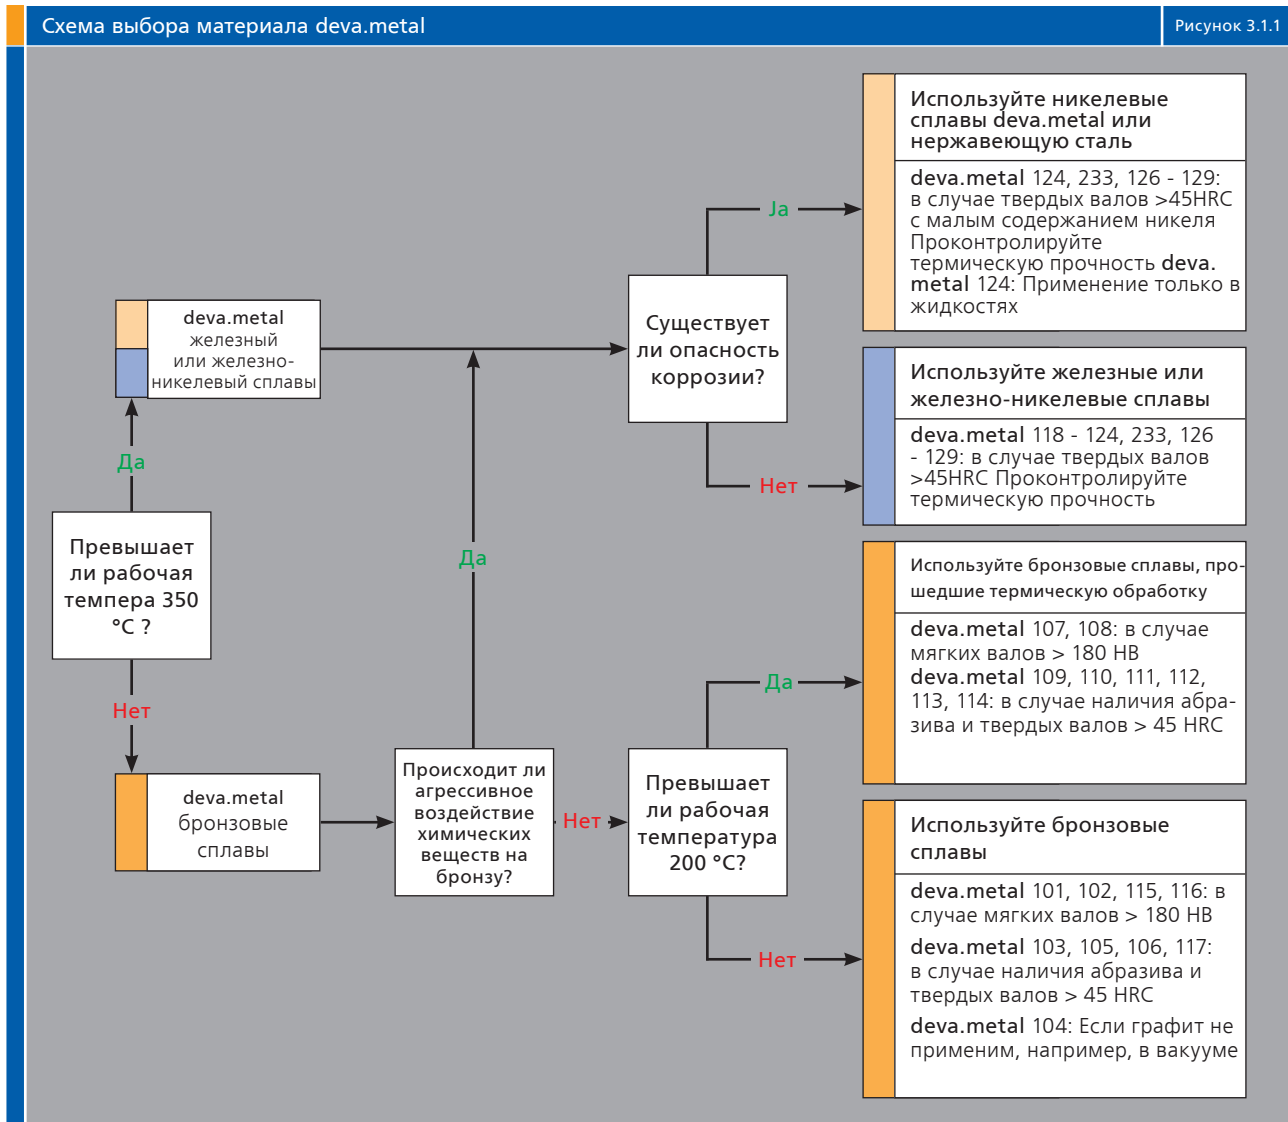 Схема выбора материала deva.metal
Рисунок 3.1.1
Используйте никелевые
сплавы deva.metal или
нержавеющую сталь
deva.metal 124, 233, 126 - 129:
в случае твердых валов >45HRC
с малым содержанием никеля
Проконтролируйте
термическую прочность deva.
metal 124: Применение только в
жидкостях
Ja
deva.metal
железный
или железно-
никелевый сплавы
Существует
ли опасность
коррозии?
Используйте железные или
железно-никелевые сплавы
deva.metal 118 - 124, 233, 126
- 129: в случае твердых валов
>45HRC Проконтролируйте
термическую прочность
Да
Нет
Превышает
ли рабочая
темпера 350
°C ?
Да
Используйте бронзовые сплавы, про-
шедшие термическую обработку
deva.metal 107, 108: в случае
мягких валов > 180 HB
deva.metal 109, 110, 111, 112,
113, 114: в случае наличия абра-
зива и твердых валов > 45 HRC
Да
Нет
deva.metal
бронзовые
сплавы
Происходит ли
агрессивное
воздействие
химических
веществ на
бронзу?
Нет
Превышает
ли рабочая
температура
200 °C?
Используйте бронзовые
сплавы
deva.metal 101, 102, 115, 116: в
случае мягких валов > 180 HB
deva.metal 103, 105, 106, 117:
в случае наличия абразива и
твердых валов > 45 HRC
deva.metal 104: Если графит не
применим, например, в вакууме
Нет